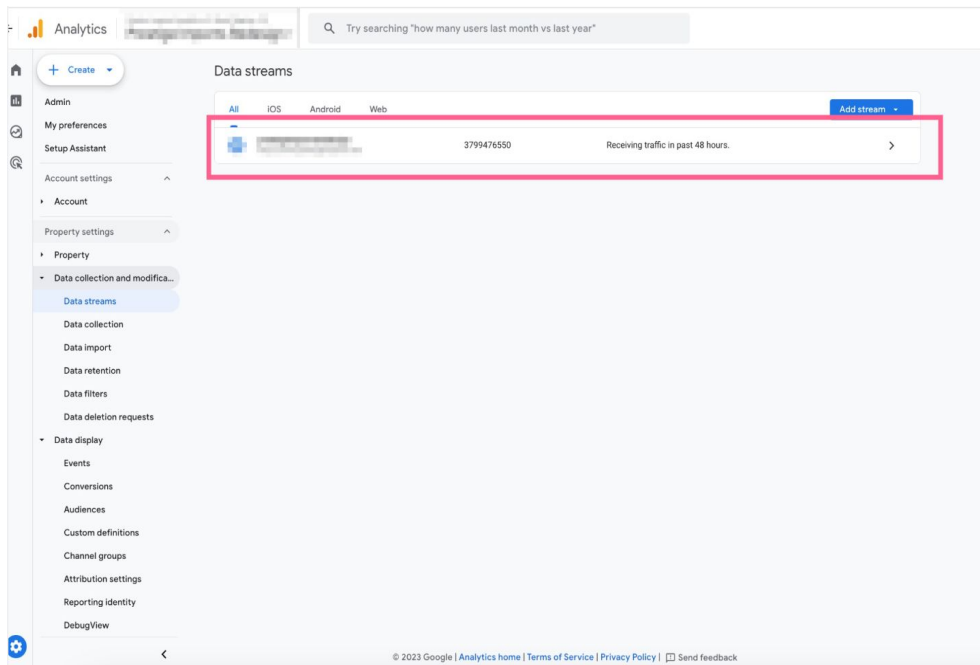 Analytics
Try searching "how many users last month vs last year"
Create
Admin
My preferences
Setup Assistant
Account settings
Account
Property settings
Property
Data collection and modifica...
Data streams
Data collection
Data import
Data retention
Data filters
Data deletion requests
Data display
Events
Conversions
Audiences
Custom definitions
Channel groups
Attribution settings
Reporting identity
DebugView
Data streams
All iOS Android Web
Add stream
3799476550 Receiving traffic in past 48 hours.
© 2023 Google | Analytics home | Terms of Service | Privacy Policy | Send feedback